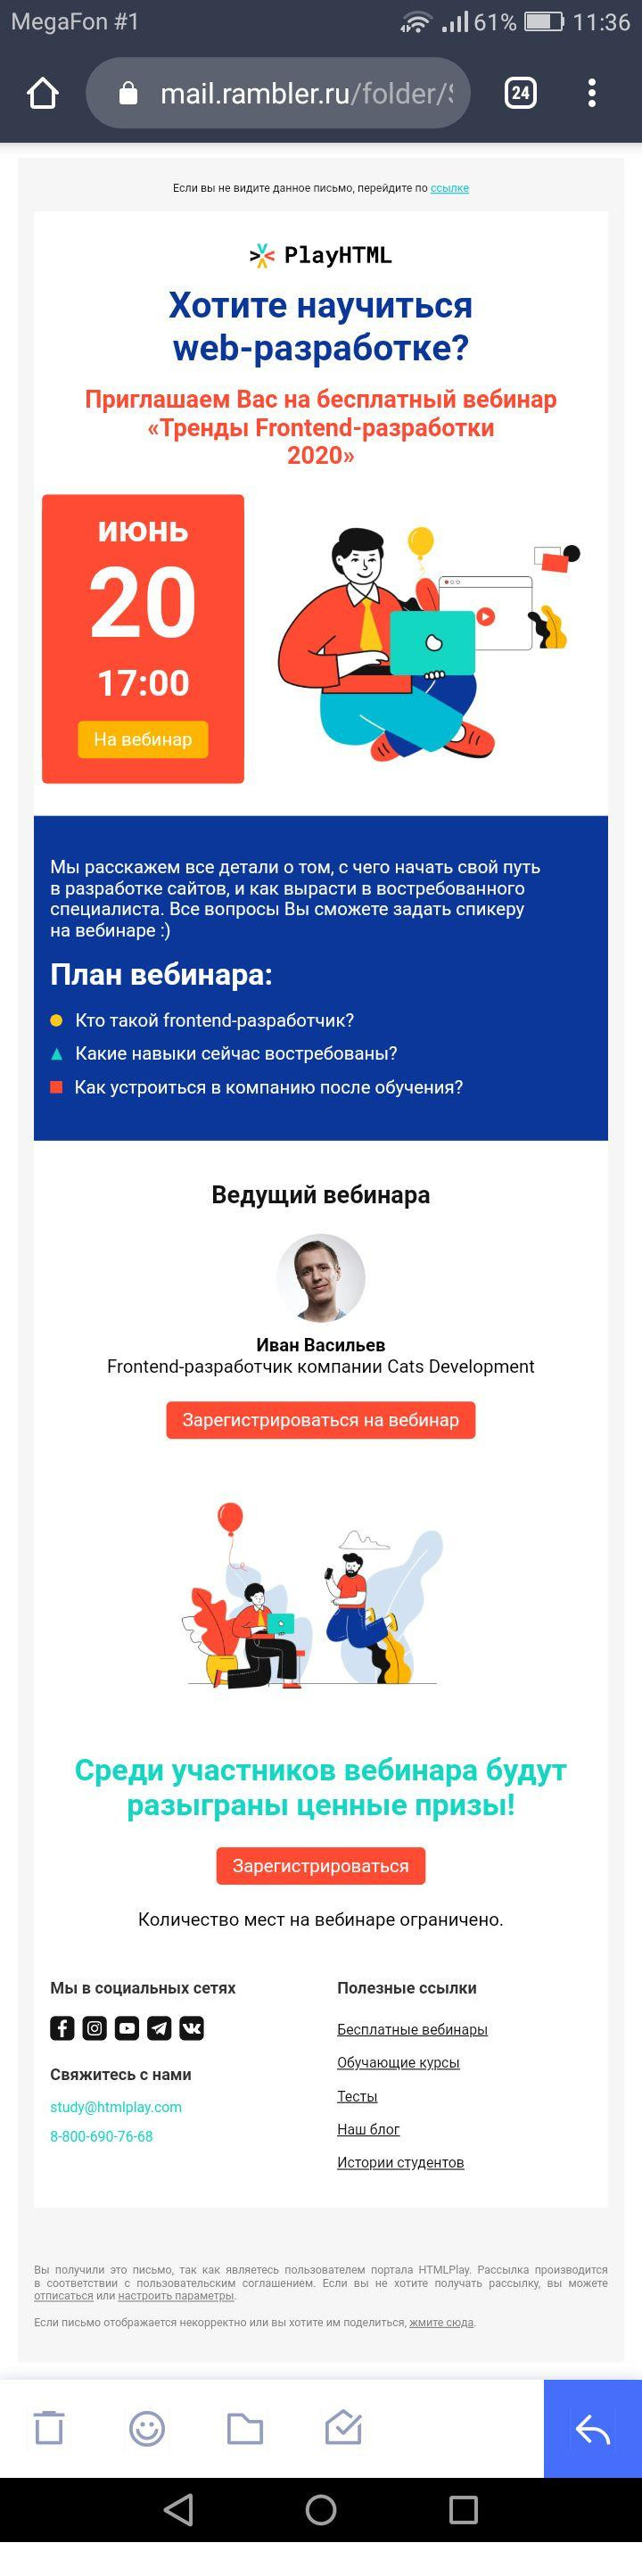 MegaFon #1
61%
11:36
mail.rambler.ru/folder/
24
Если вы не видите данное письмо, перейдите по ссылке
PlayHTML
Хотите научиться
web-разработке?
Приглашаем Вас на бесплатный вебинар
«Тренды Frontend-разработки
2020»
июнь
20
17:00
На вебинар
Мы расскажем все детали о том, с чего начать свой путь
в разработке сайтов, и как вырасти в востребованного
специалиста. Все вопросы Вы сможете задать спикеру
на вебинаре :)
План вебинара:
Кто такой frontend-разработчик?
Какие навыки сейчас востребованы?
Как устроиться в компанию после обучения?
Ведущий вебинара
Иван Васильев
Frontend-разработчик компании Cats Development
Зарегистрироваться на вебинар
Среди участников вебинара будут
разыграны ценные призы!
Зарегистрироваться
Количество мест на вебинаре ограничено.
Мы в социальных сетях
Свяжитесь с нами
study@htmlplay.com
8-800-690-76-68
Полезные ссылки
Бесплатные вебинары
Обучающие курсы
Тесты
Наш блог
Истории студентов
Вы получили это письмо, так как являетесь пользователем портала HTMLPlay. Рассылка производится
в соответствии с пользовательским соглашением. Если вы не хотите получать рассылку, вы можете
отписаться или настроить параметры.
Если письмо отображается некорректно или вы хотите им поделиться, жмите сюда.